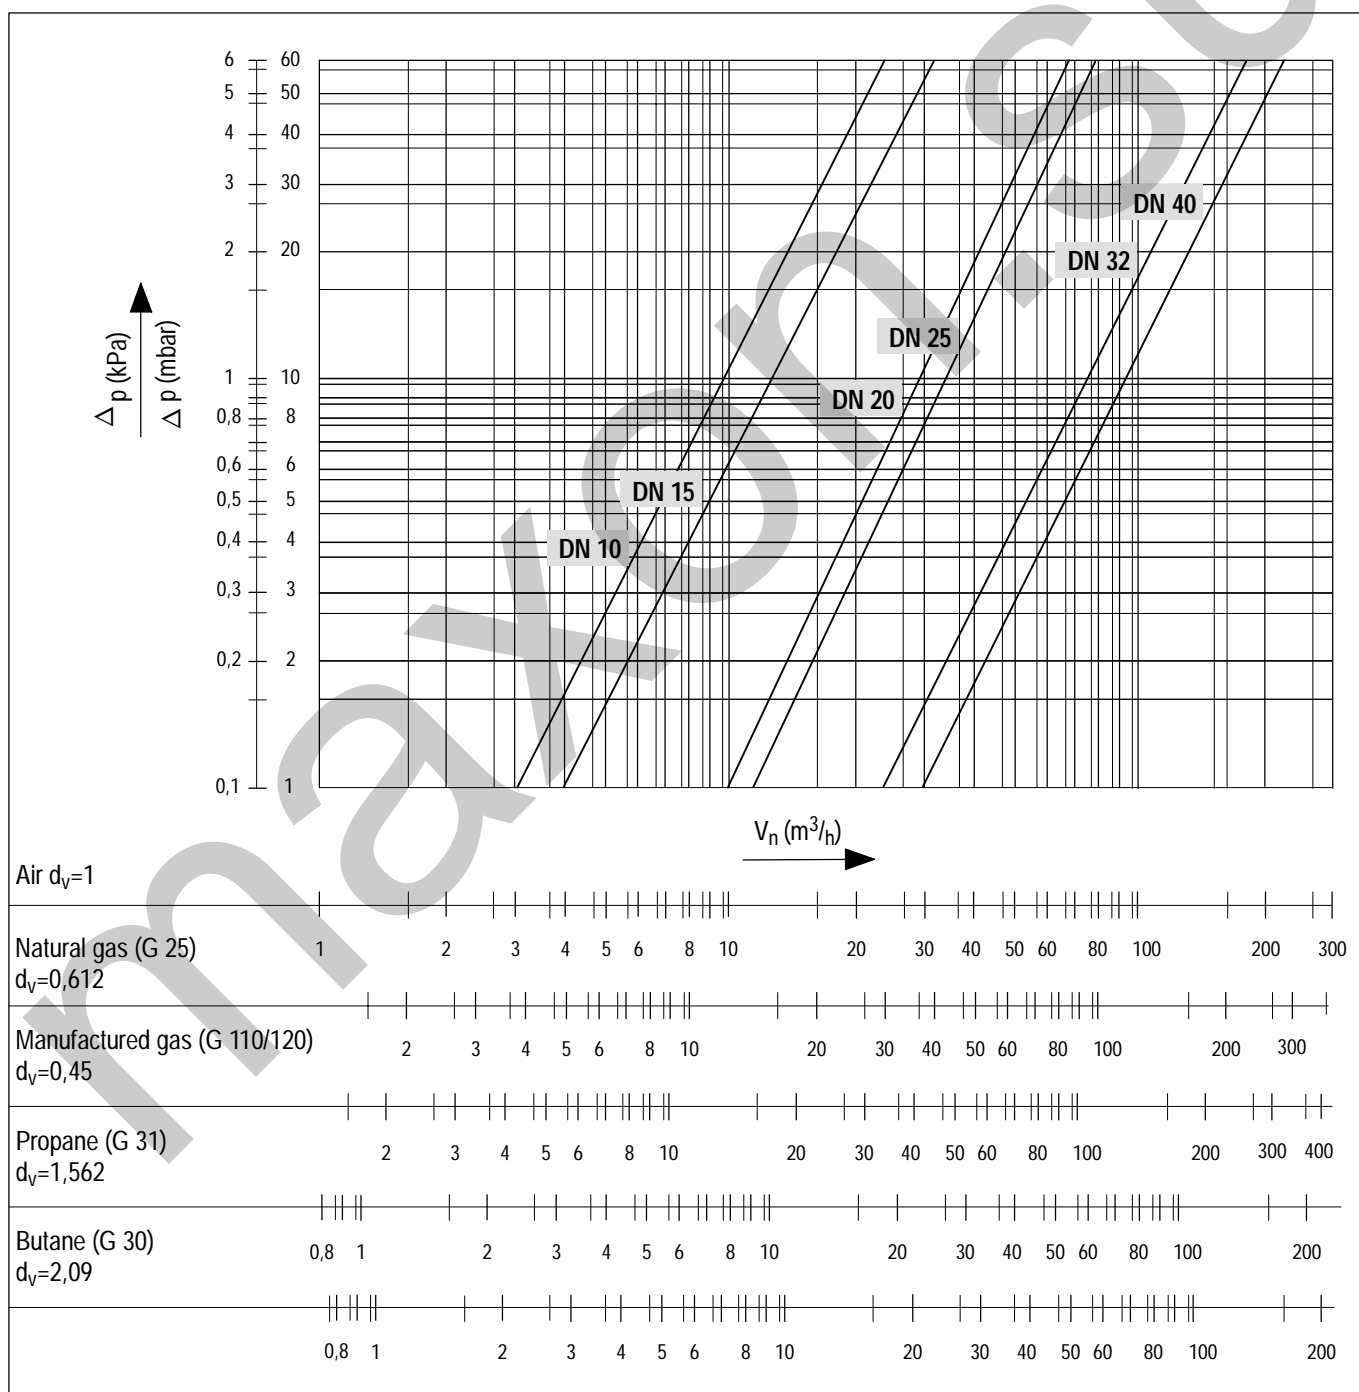 6 60
5 50
4 40
3 30
2 20
1 10
0,8 8
0,6 6
0,5 5
0,4 4
0,3 3
0,2 2
0,1 1
Δ p (kPa)
Δ p (mbar)
DN 40
DN 32
DN 25
DN 20
DN 15
DN 10
maxon.su
Vn (m³/h)
Air dv=1
1 2 3 4 5 6 8 10 20 30 40 50 60 80 100 200 300
Natural gas (G 25)
dv=0,612
2 3 4 5 6 8 10 20 30 40 50 60 80 100 200 300
Manufactured gas (G 110/120)
dv=0,45
2 3 4 5 6 8 10 20 30 40 50 60 80 100 200 300 400
Propane (G 31)
dv=1,562
0,8 1 2 3 4 5 6 8 10 20 30 40 50 60 80 100 200
Butane (G 30)
dv=2,09
0,8 1 2 3 4 5 6 8 10 20 30 40 50 60 80 100 200